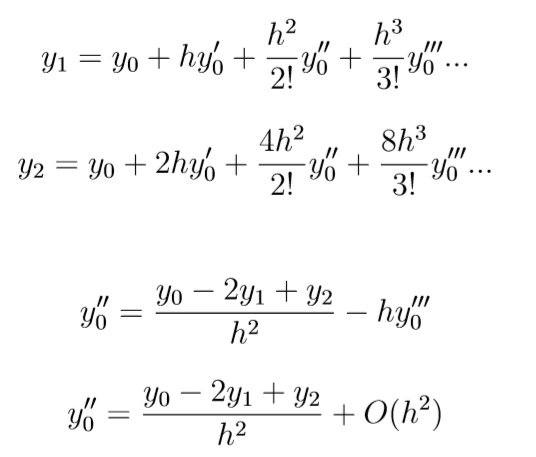 y₁ = y₀ + hy₀′ + h²/2! y₀″ + h³/3! y₀‴...
y₂ = y₀ + 2hy₀′ + 4h²/2! y₀″ + 8h³/3! y₀‴...
y₀″ = (y₀ − 2y₁ + y₂)/h² − hy₀‴
y₀″ = (y₀ − 2y₁ + y₂)/h² + O(h²)